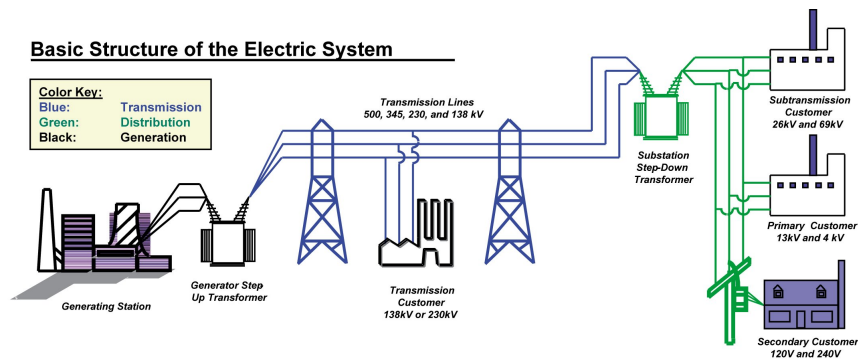 Basic Structure of the Electric System
Color Key:
Blue: Transmission
Green: Distribution
Black: Generation
Transmission Lines
500, 345, 230, and 138 kV
Subtransmission
Customer
26kV and 69kV
Substation
Step-Down
Transformer
Primary Customer
13kV and 4 kV
Generating Station
Generator Step
Up Transformer
Transmission
Customer
138kV or 230kV
Secondary Customer
120V and 240V